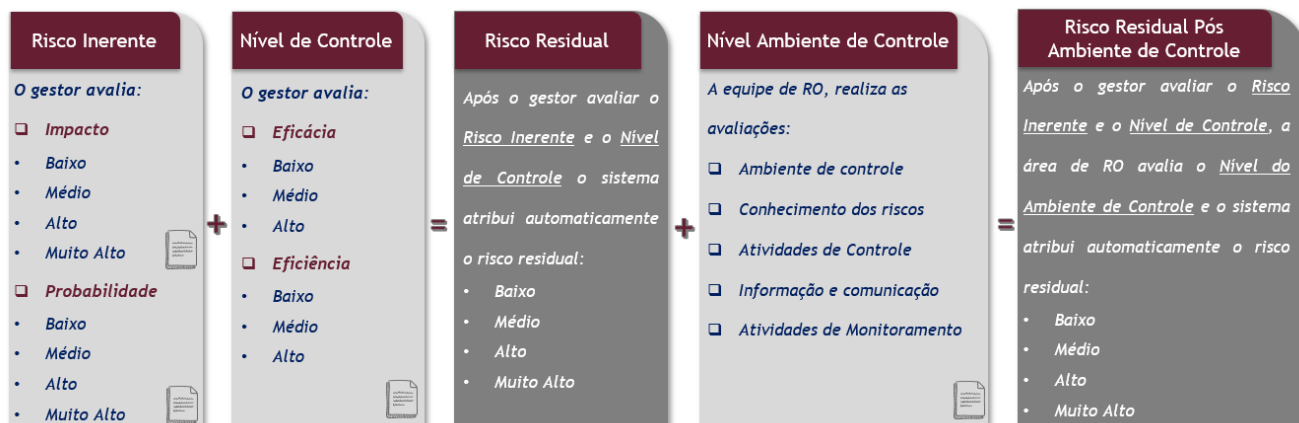 Risco Inerente
O gestor avalia:
❑ Impacto
• Baixo
• Médio
• Alto
• Muito Alto
❑ Probabilidade
• Baixo
• Médio
• Alto
• Muito Alto
+
Nível de Controle
O gestor avalia:
❑ Eficácia
• Baixo
• Médio
• Alto
❑ Eficiência
• Baixo
• Médio
• Alto
=
Risco Residual
Após o gestor avaliar o
Risco Inerente e o Nível
de Controle o sistema
atribui automaticamente
o risco residual:
• Baixo
• Médio
• Alto
• Muito Alto
+
Nível Ambiente de Controle
A equipe de RO, realiza as
avaliações:
❑ Ambiente de controle
❑ Conhecimento dos riscos
❑ Atividades de Controle
❑ Informação e comunicação
❑ Atividades de Monitoramento
=
Risco Residual Pós
Ambiente de Controle
Após o gestor avaliar o Risco
Inerente e o Nível de Controle, a
área de RO avalia o Nível do
Ambiente de Controle e o sistema
atribui automaticamente o risco
residual:
• Baixo
• Médio
• Alto
• Muito Alto